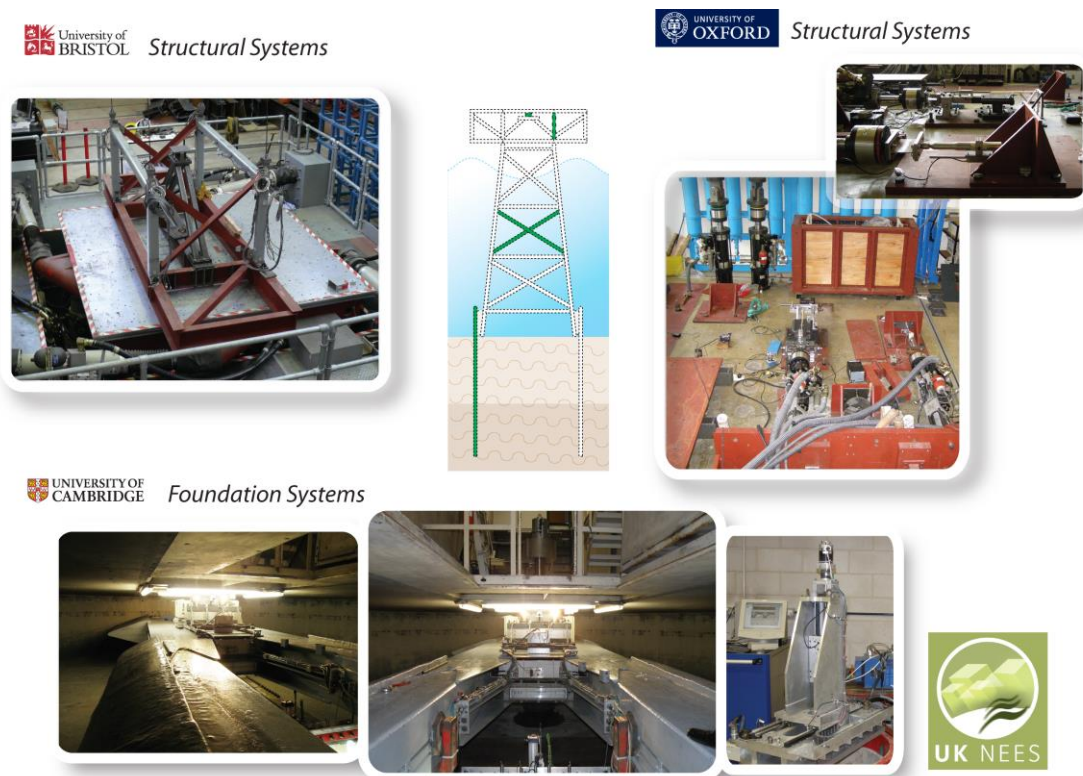 University of
BRISTOL
Structural Systems
UNIVERSITY OF
OXFORD
Structural Systems
UNIVERSITY OF
CAMBRIDGE
Foundation Systems
UK NEES